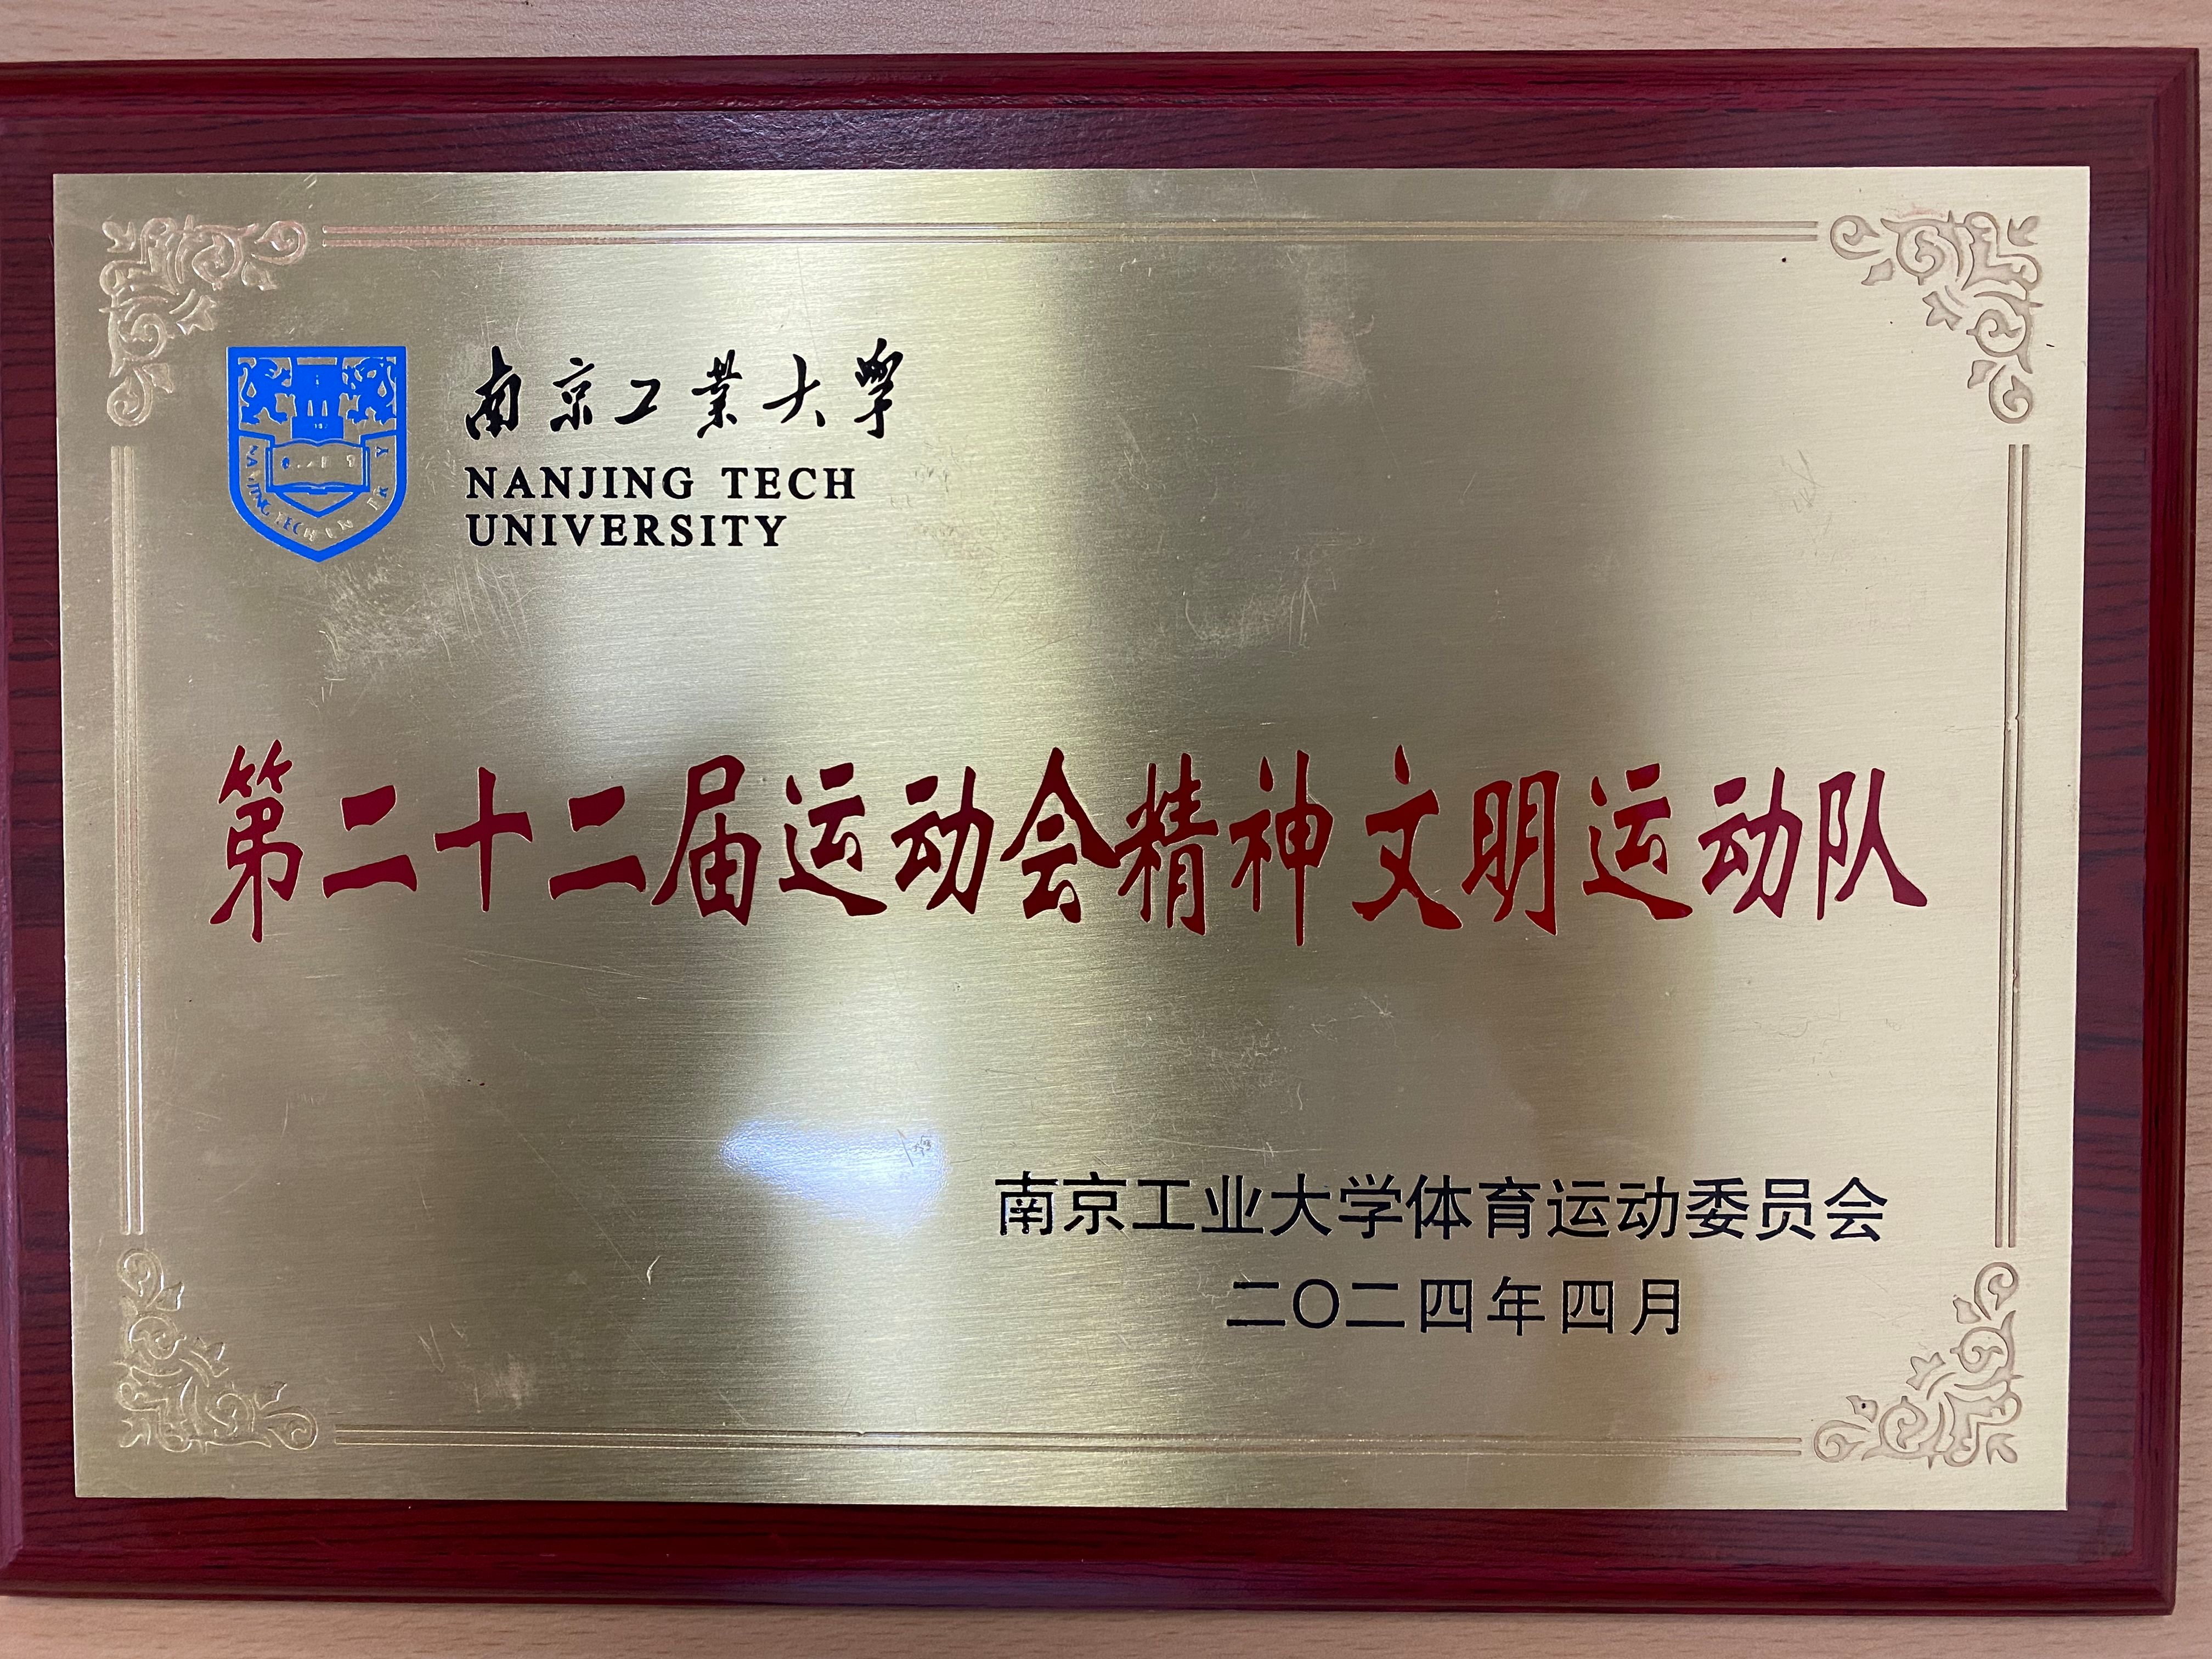 南京工業大學
NANJING TECH
UNIVERSITY
第二十二届运动会精神文明运动队
南京工业大学体育运动委员会
二〇二四年四月